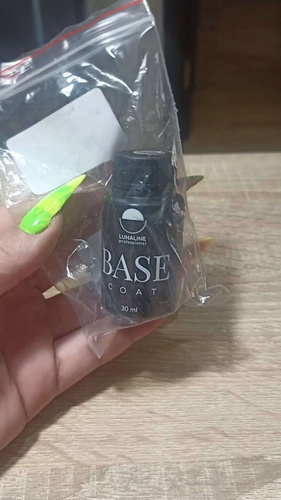 LUNALINE
professional
BASE
COAT
30 ml